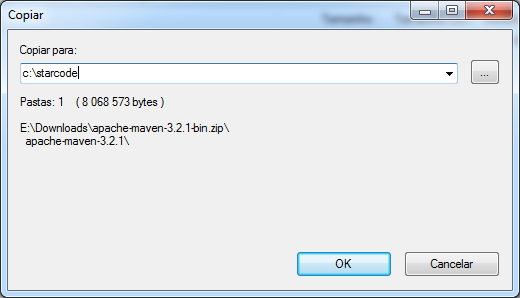 Copiar
Tamanho
Copiar para:
c:\starcode
...
Pastas: 1 ( 8 068 573 bytes )
E:\Downloads\apache-maven-3.2.1-bin.zip\
apache-maven-3.2.1\
OK
Cancelar